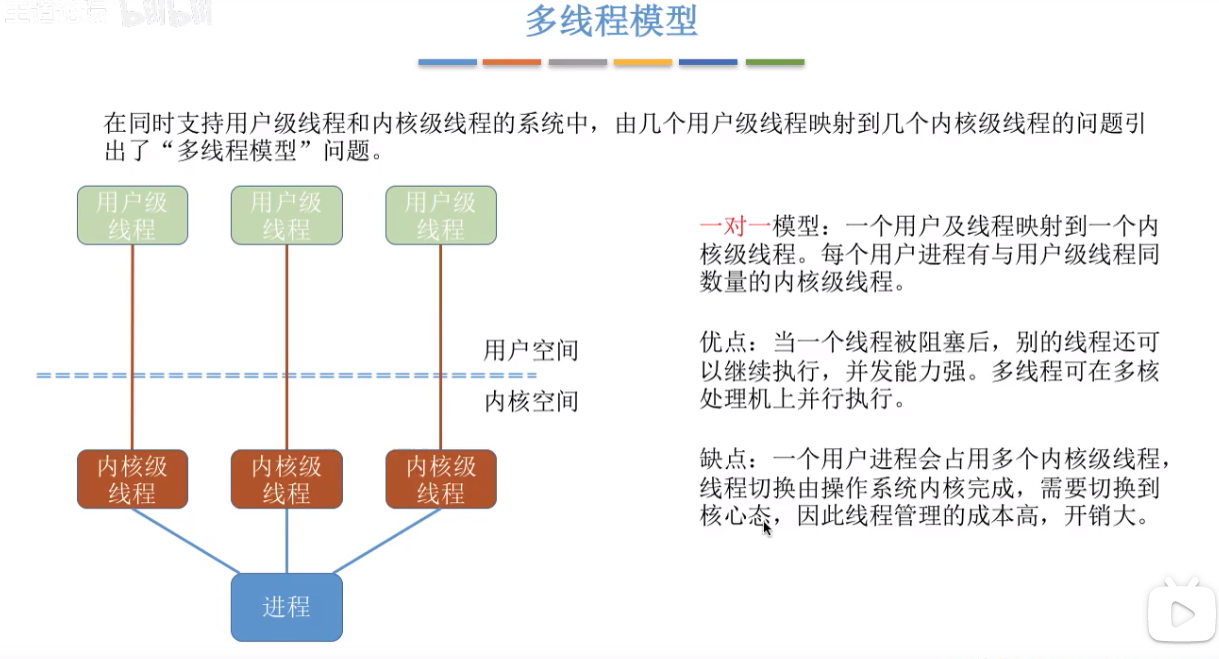 bilibili
多线程模型
在同时支持用户级线程和内核级线程的系统中，由几个用户级线程映射到几个内核级线程的问题引
出了“多线程模型”问题。
用户级
线程
用户级
线程
用户级
线程
用户空间
内核空间
内核级
线程
内核级
线程
内核级
线程
进程
一对一模型：一个用户及线程映射到一个内
核级线程。每个用户进程有与用户级线程同
数量的内核级线程。
优点：当一个线程被阻塞后，别的线程还可
以继续执行，并发能力强。多线程可在多核
处理机上并行执行。
缺点：一个用户进程会占用多个内核级线程，
线程切换由操作系统内核完成，需要切换到
核心态，因此线程管理的成本高，开销大。